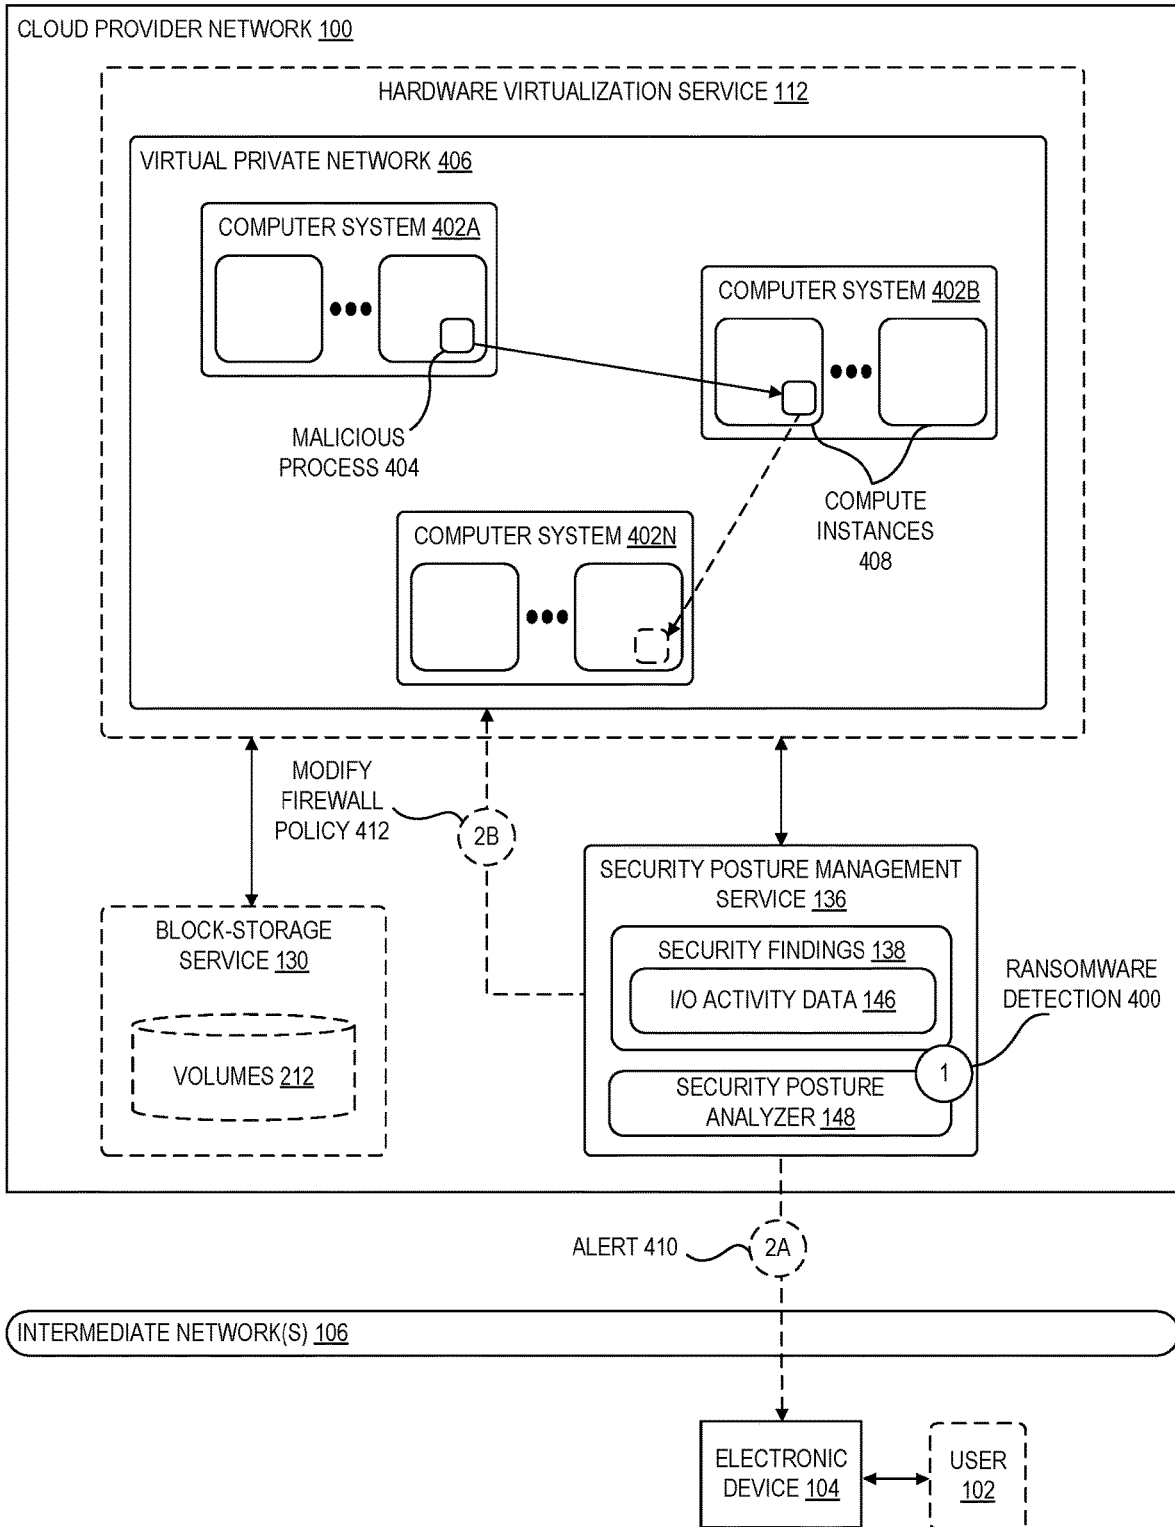 CLOUD PROVIDER NETWORK 100
HARDWARE VIRTUALIZATION SERVICE 112
VIRTUAL PRIVATE NETWORK 406
COMPUTER SYSTEM 402A
COMPUTER SYSTEM 402B
MALICIOUS
PROCESS 404
COMPUTE
INSTANCES
408
COMPUTER SYSTEM 402N
MODIFY
FIREWALL
POLICY 412
2B
SECURITY POSTURE MANAGEMENT
SERVICE 136
SECURITY FINDINGS 138
I/O ACTIVITY DATA 146
RANSOMWARE
DETECTION 400
1
SECURITY POSTURE
ANALYZER 148
BLOCK-STORAGE
SERVICE 130
VOLUMES 212
ALERT 410
2A
INTERMEDIATE NETWORK(S) 106
ELECTRONIC
DEVICE 104
USER
102